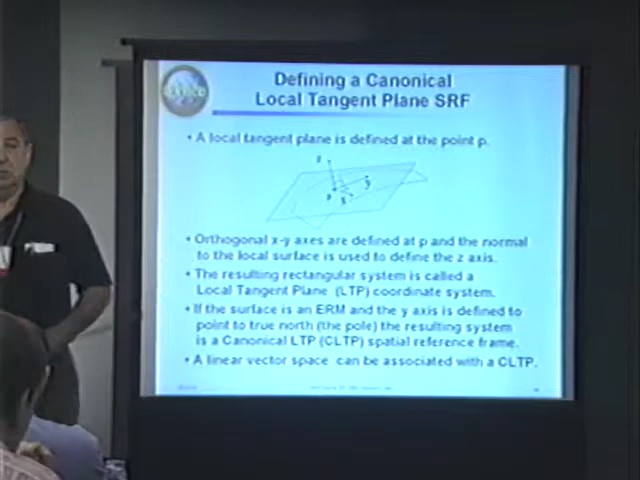 Defining a Canonical
Local Tangent Plane SRF
• A local tangent plane is defined at the point p.
z
p
x
y
• Orthogonal x-y axes are defined at p and the normal
to the local surface is used to define the z axis.
• The resulting rectangular system is called a
Local Tangent Plane (LTP) coordinate system.
• If the surface is an ERM and the y axis is defined to
point to true north (the pole) the resulting system
is a Canonical LTP (CLTP) spatial reference frame.
• A linear vector space can be associated with a CLTP.